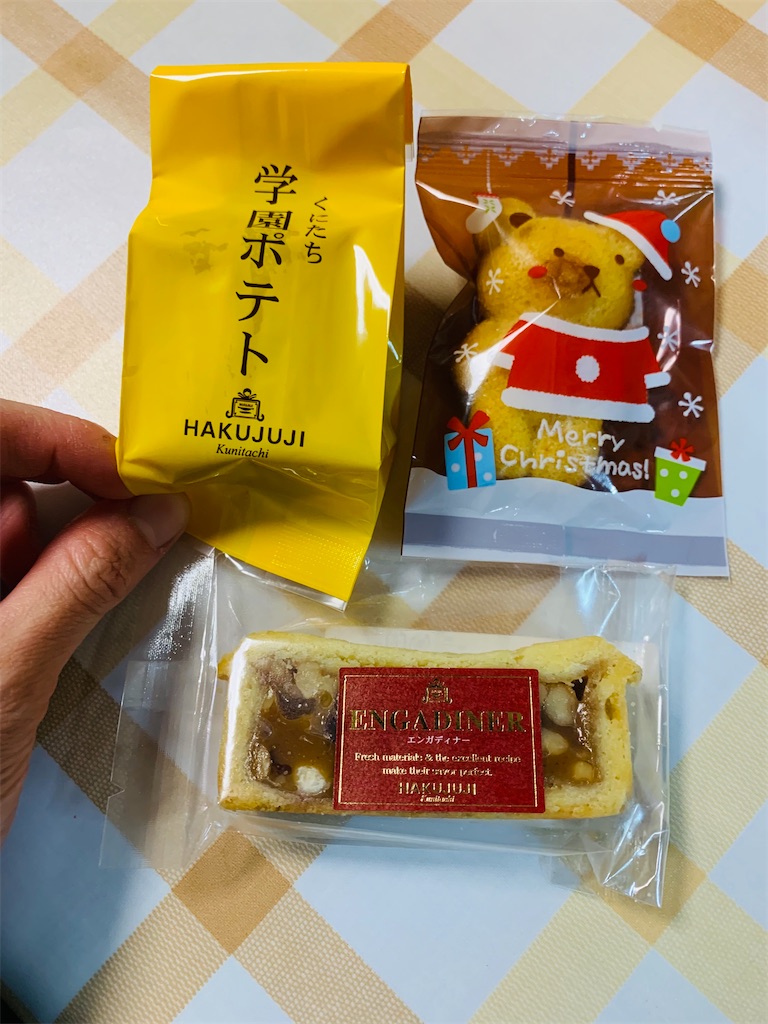 くにたち
学園ポテト
HAKUJUJI
Kunitachi
Merry
Christmas!
ENGADINER
エンガディナー
Fresh materials & the excellent recipe
make their savor perfect.
HAKUJUJI
Kunitachi